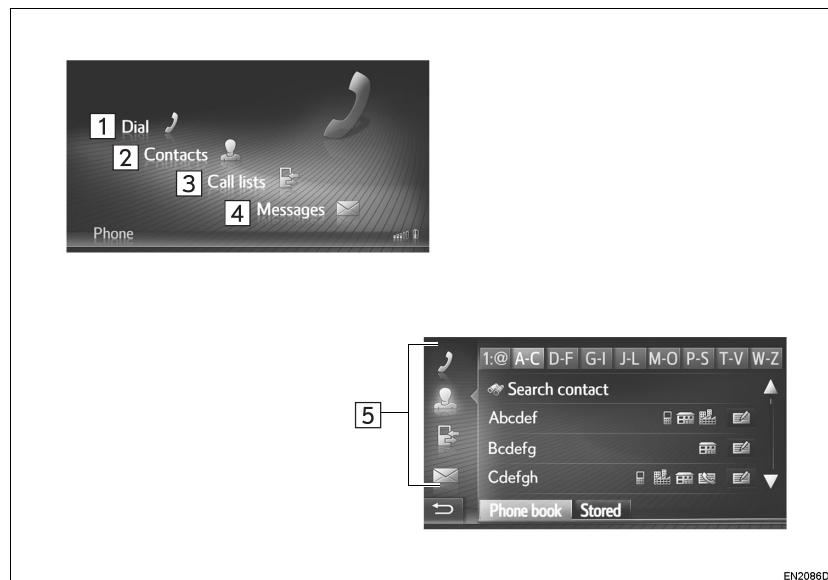 1 Dial
2 Contacts
3 Call lists
4 Messages
Phone
5
1:@ A-C D-F G-I J-L M-O P-S T-V W-Z
Search contact
Abcdef
Bcdefg
Cdefgh
Phone book Stored
EN2086D